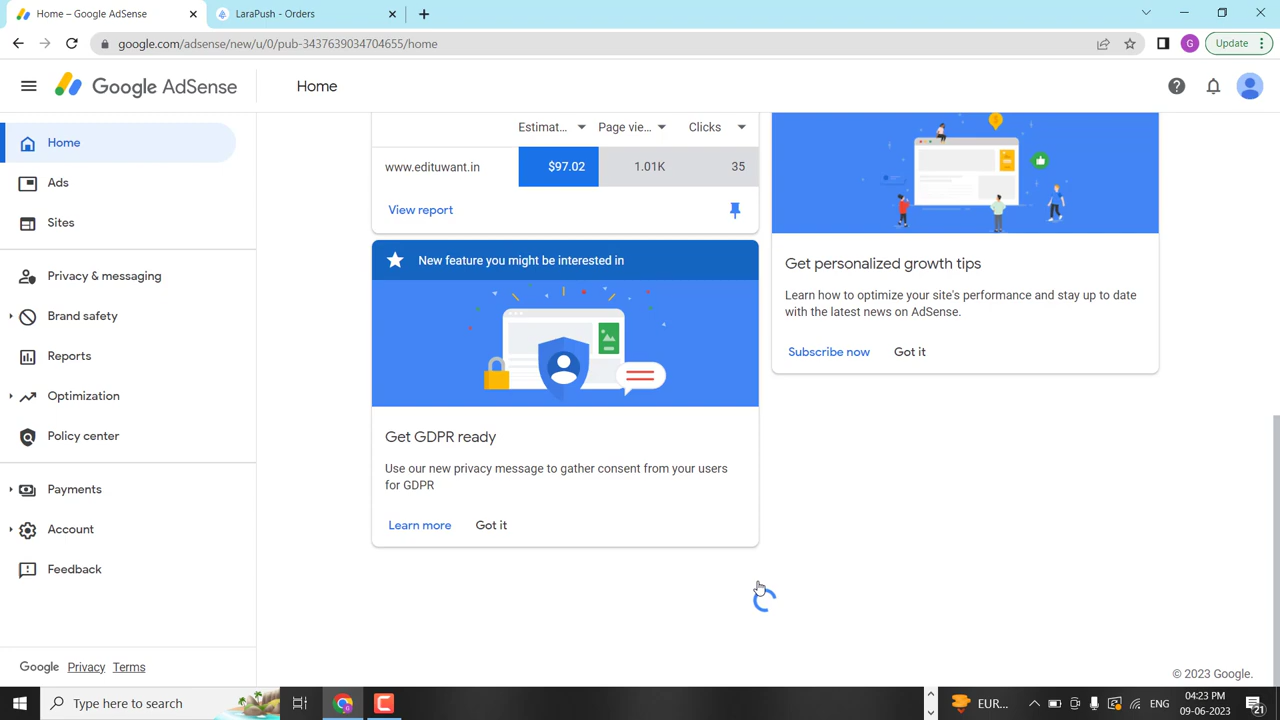 Home – Google AdSense
LaraPush - Orders
google.com/adsense/new/u/0/pub-3437639034704655/home
G
Update
Google AdSense
Home
Home
Ads
Sites
Privacy & messaging
Brand safety
Reports
Optimization
Policy center
Payments
Account
Feedback
Google Privacy Terms
Estimat... Page vie... Clicks
www.edituwant.in $97.02 1.01K 35
View report
New feature you might be interested in
Get GDPR ready
Use our new privacy message to gather consent from your users
for GDPR
Learn more Got it
Get personalized growth tips
Learn how to optimize your site's performance and stay up to date
with the latest news on AdSense.
Subscribe now Got it
© 2023 Google.
Type here to search
EUR...
ENG
04:23 PM
09-06-2023
21